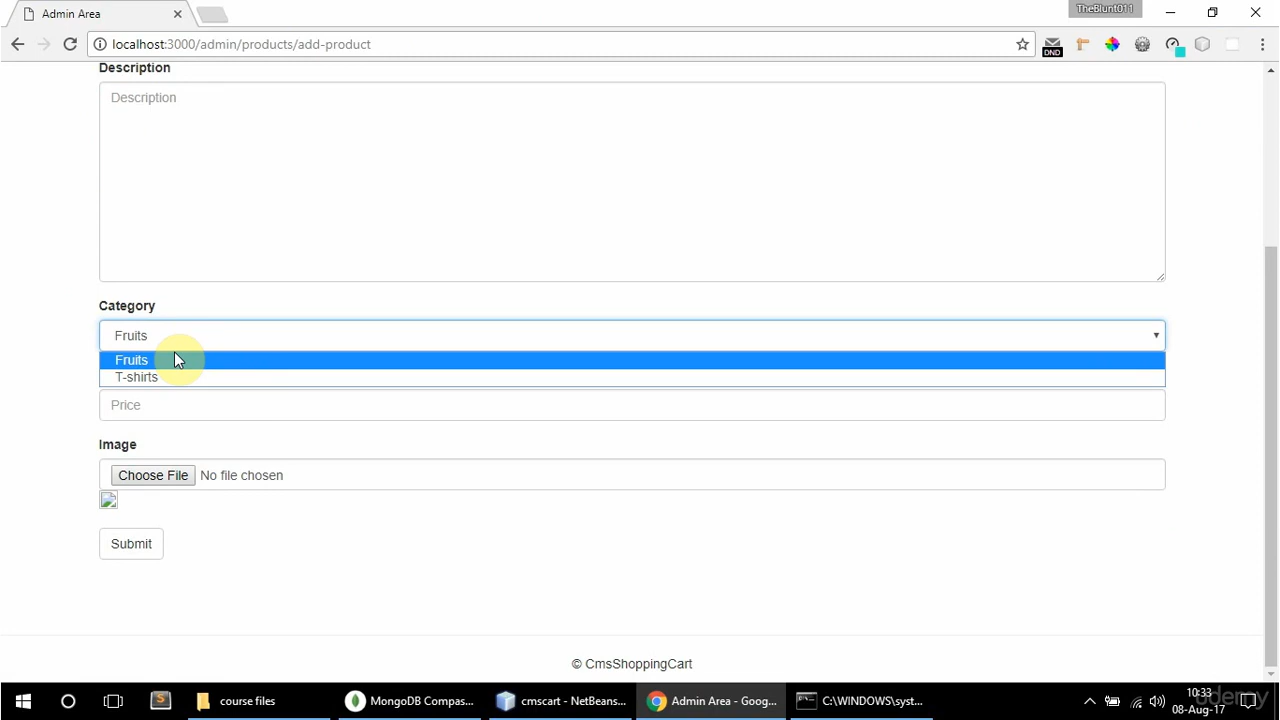 Admin Area
TheBlunt011
localhost:3000/admin/products/add-product
DND
Description
Description
Category
Fruits
Fruits
T-shirts
Price
Image
Choose File No file chosen
Submit
© CmsShoppingCart
course files
MongoDB Compas...
cmscart - NetBeans...
Admin Area - Goog...
C:\WINDOWS\syst...
10:33
08-Aug-17
udemy